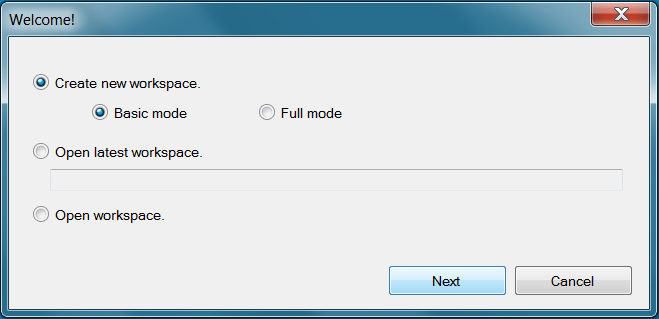 Welcome!
Create new workspace.
Basic mode Full mode
Open latest workspace.
Open workspace.
Next Cancel